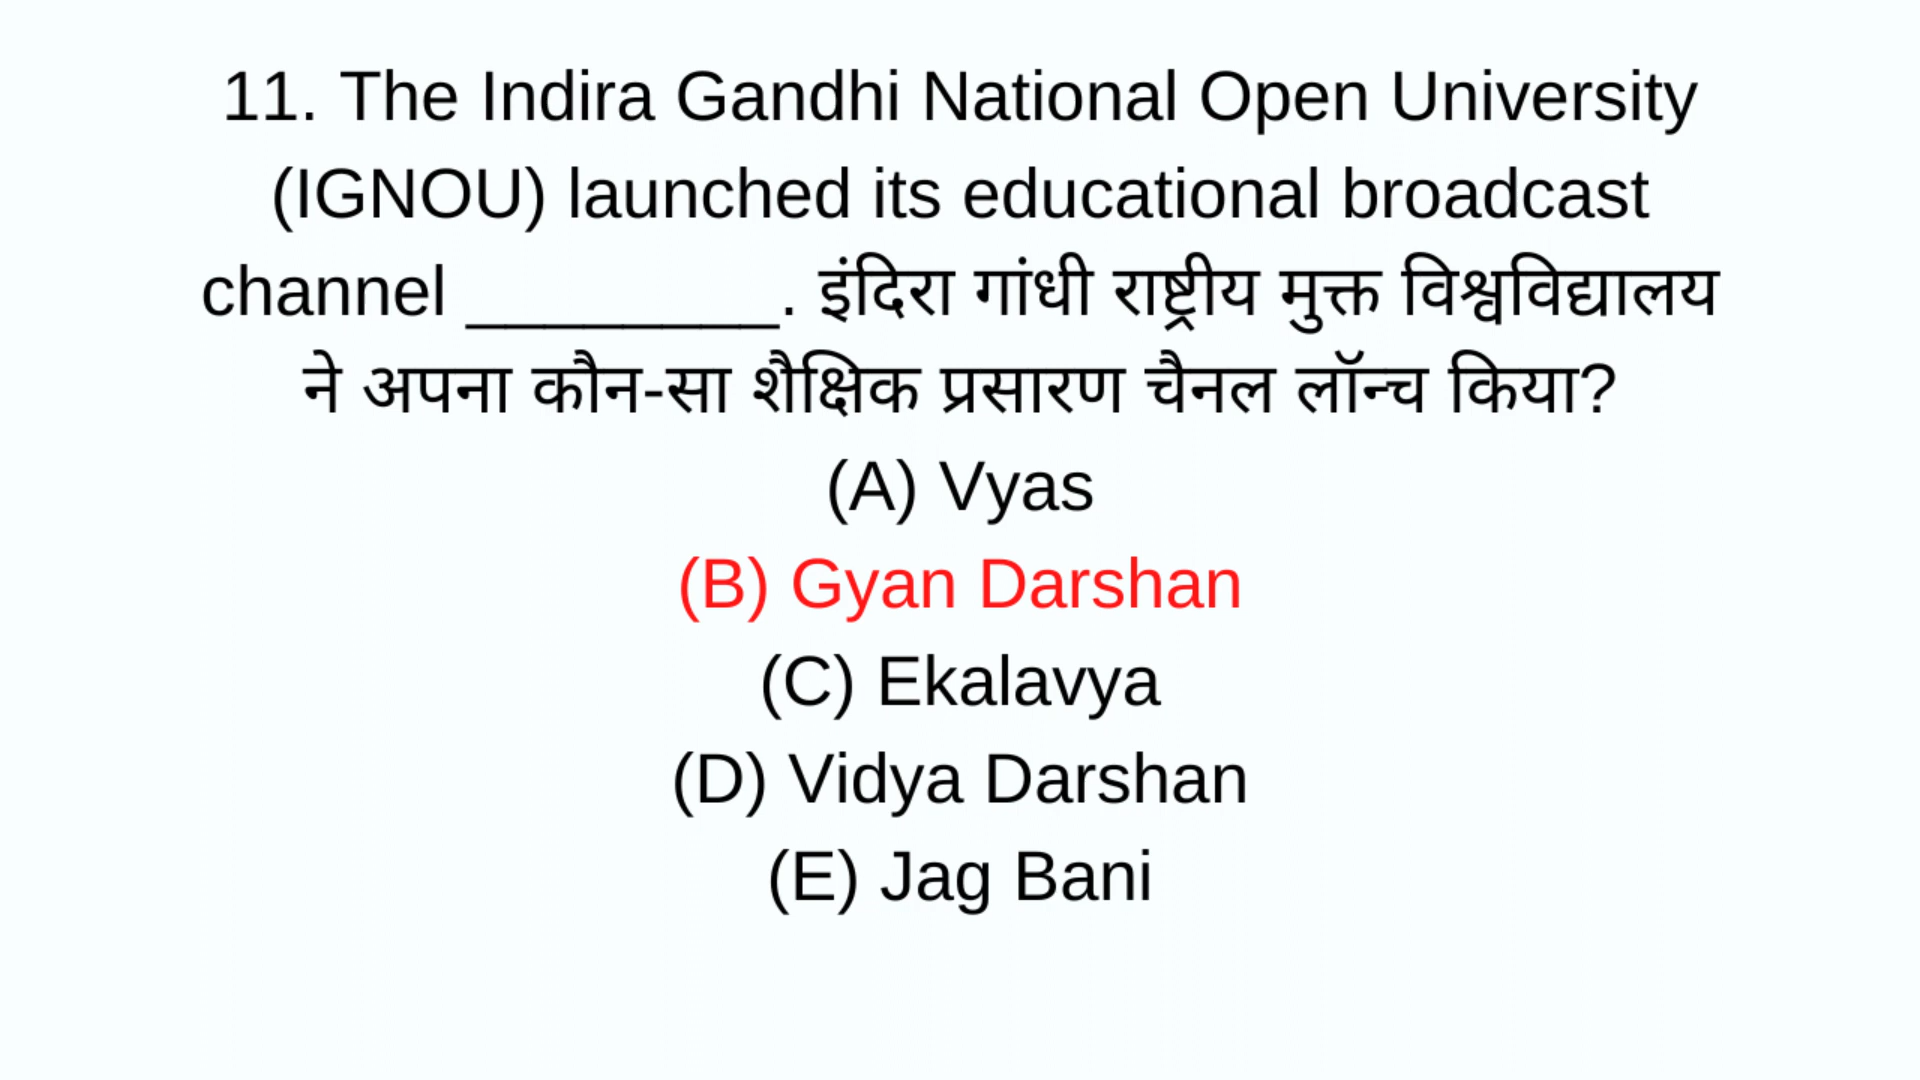 11. The Indira Gandhi National Open University
(IGNOU) launched its educational broadcast
channel ________. इंदिरा गांधी राष्ट्रीय मुक्त विश्वविद्यालय
ने अपना कौन-सा शैक्षिक प्रसारण चैनल लॉन्च किया?
(A) Vyas
(B) Gyan Darshan
(C) Ekalavya
(D) Vidya Darshan
(E) Jag Bani